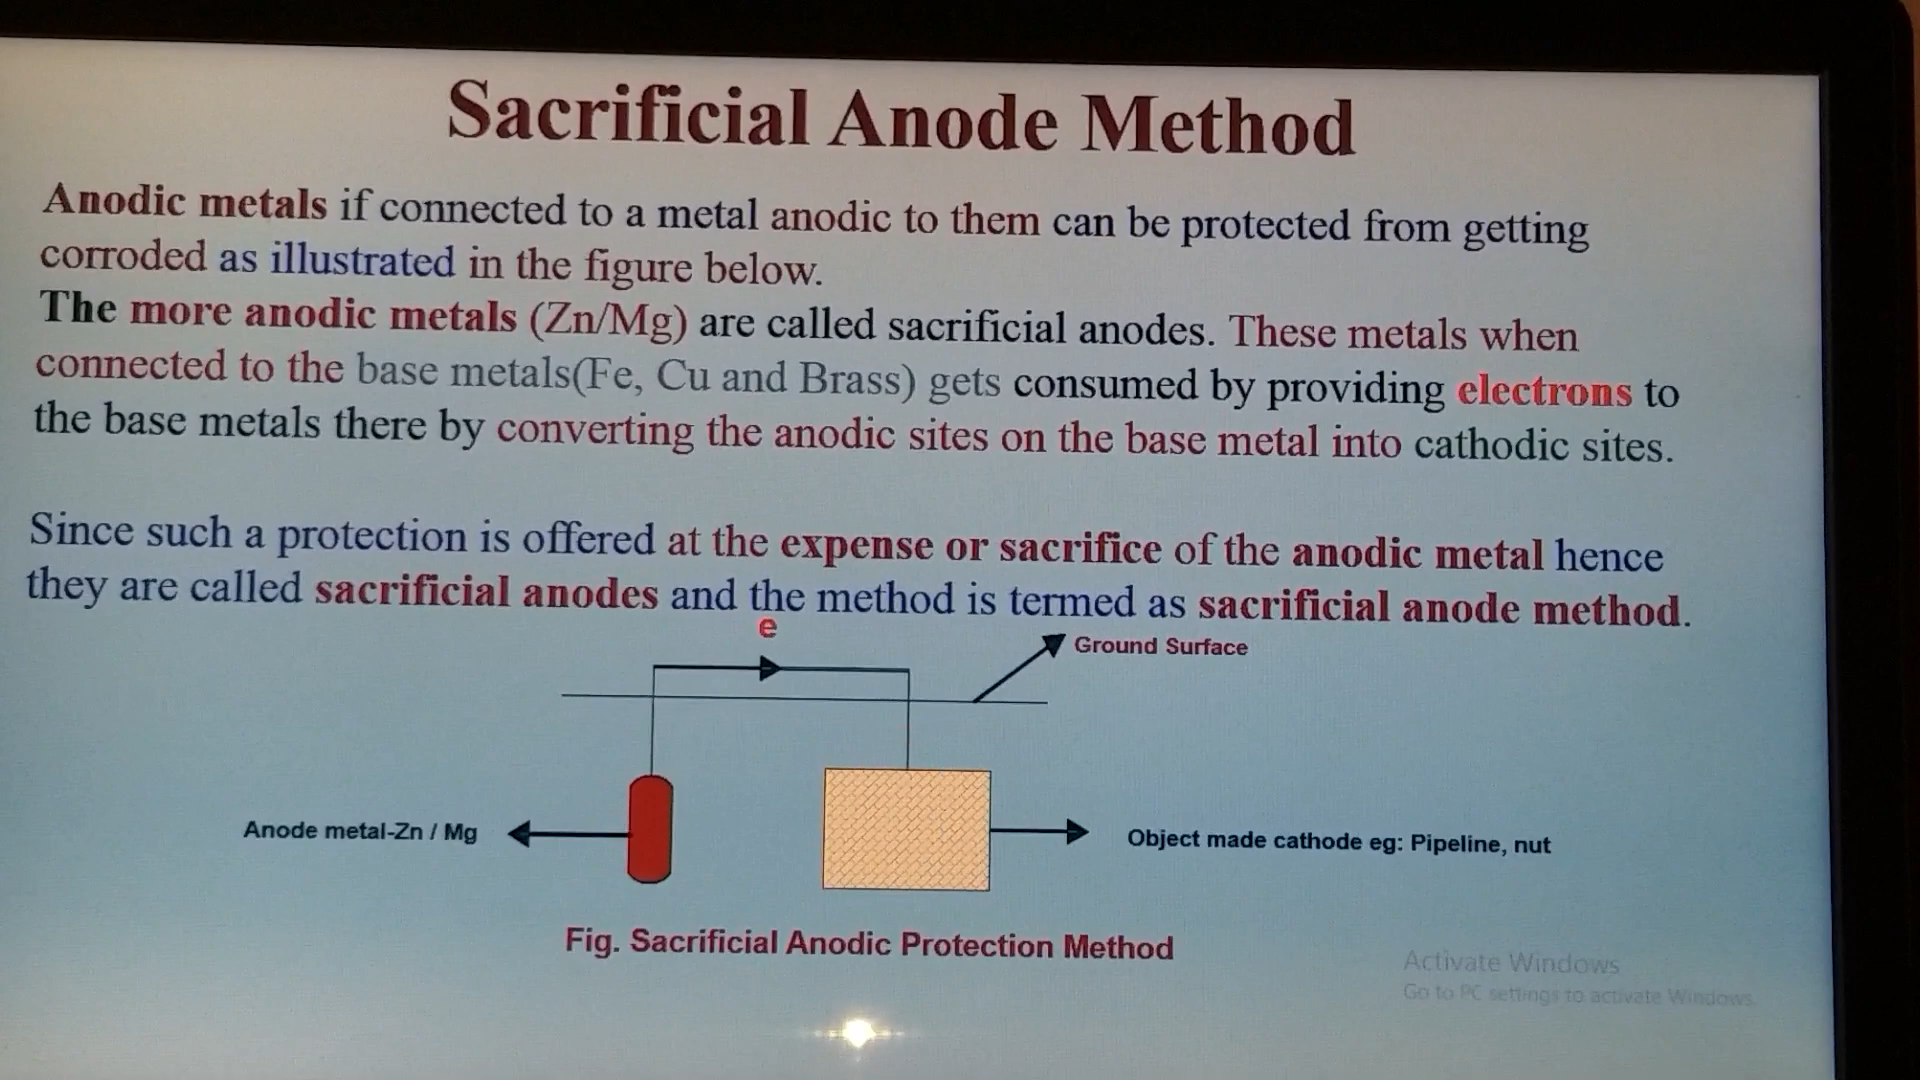 Sacrificial Anode Method
Anodic metals if connected to a metal anodic to them can be protected from getting
corroded as illustrated in the figure below.
The more anodic metals (Zn/Mg) are called sacrificial anodes. These metals when
connected to the base metals(Fe, Cu and Brass) gets consumed by providing electrons to
the base metals there by converting the anodic sites on the base metal into cathodic sites.
Since such a protection is offered at the expense or sacrifice of the anodic metal hence
they are called sacrificial anodes and the method is termed as sacrificial anode method.
e
Ground Surface
Anode metal-Zn / Mg
Object made cathode eg: Pipeline, nut
Fig. Sacrificial Anodic Protection Method
Activate Windows
Go to PC settings to activate Windows.